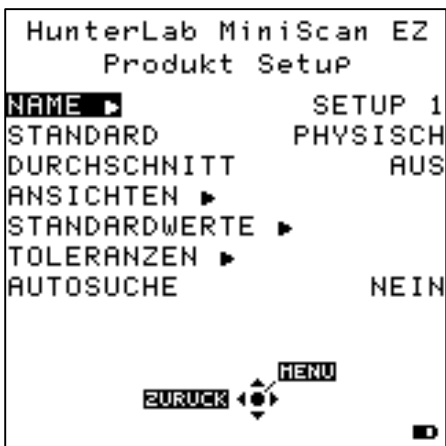 HunterLab MiniScan EZ
Produkt Setup
NAME ▶ SETUP 1
STANDARD PHYSISCH
DURCHSCHNITT AUS
ANSICHTEN ▶
STANDARDWERTE ▶
TOLERANZEN ▶
AUTOSUCHE NEIN
MENU
ZURUCK